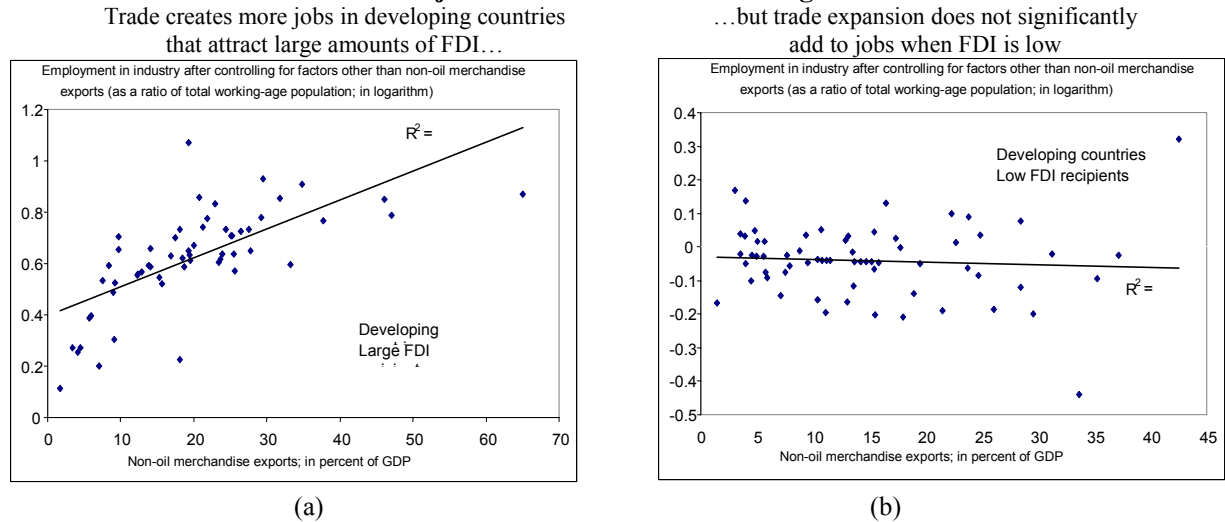 Trade creates more jobs in developing countries
that attract large amounts of FDI…
Employment in industry after controlling for factors other than non-oil merchandise
exports (as a ratio of total working-age population; in logarithm)
1.2
1
0.8
0.6
0.4
0.2
0
R² =
Developing
Large FDI
0 10 20 30 40 50 60 70
Non-oil merchandise exports; in percent of GDP
(a)
…but trade expansion does not significantly
add to jobs when FDI is low
Employment in industry after controlling for factors other than non-oil merchandise
exports (as a ratio of total working-age population; in logarithm)
0.4
0.3
0.2
0.1
0
-0.1
-0.2
-0.3
-0.4
-0.5
Developing countries
Low FDI recipients
R² =
0 5 10 15 20 25 30 35 40 45
Non-oil merchandise exports; in percent of GDP
(b)